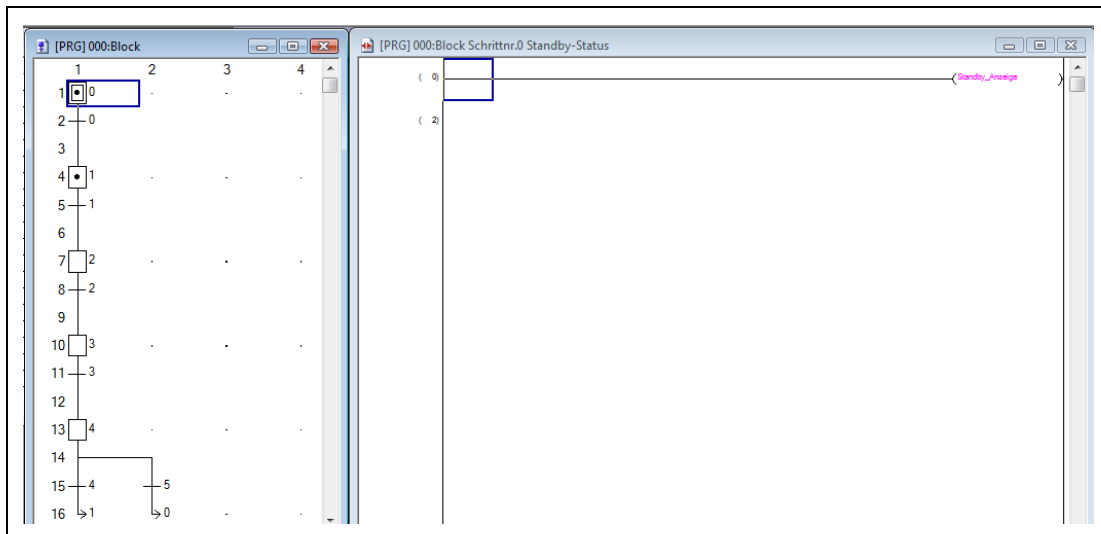 [PRG] 000:Block
1 2 3 4
1 0
2 0
3
4 1
5 1
6
7 2
8 2
9
10 3
11 3
12
13 4
14
15 4 5
16 1 0
[PRG] 000:Block Schrittnr.0 Standby-Status
( 0) Standby_Anzeige
( 2)